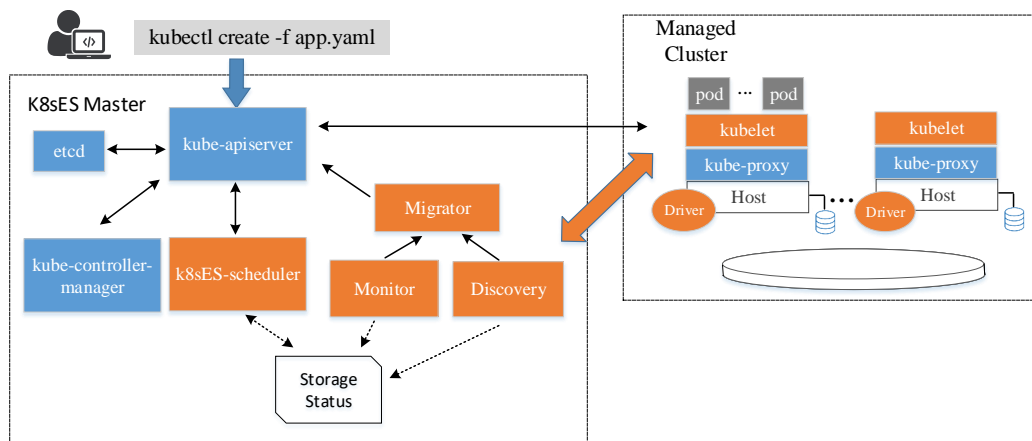 kubectl create -f app.yaml
K8sES Master
kube-apiserver
etcd
Migrator
kube-controller-
manager
k8sES-scheduler
Monitor
Discovery
Storage
Status
Managed
Cluster
pod
...
pod
kubelet
kube-proxy
Host
Driver
...
kubelet
kube-proxy
Host
Driver